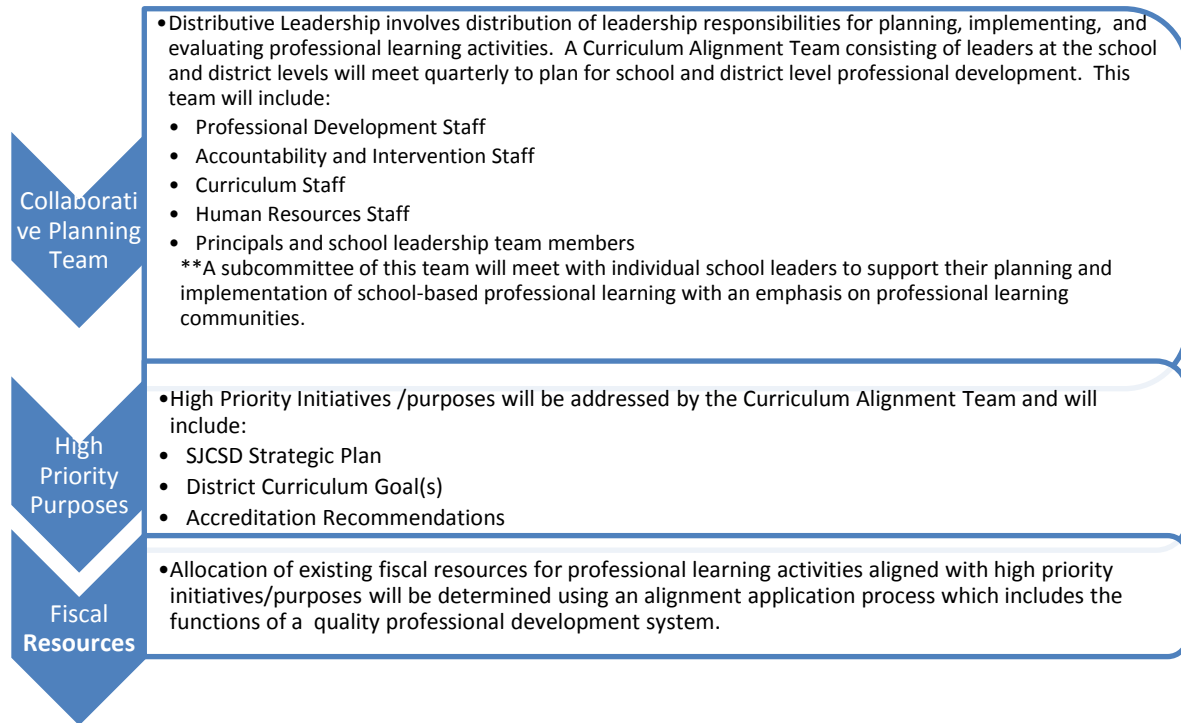 •Distributive Leadership involves distribution of leadership responsibilities for planning, implementing, and
evaluating professional learning activities. A Curriculum Alignment Team consisting of leaders at the school
and district levels will meet quarterly to plan for school and district level professional development. This
team will include:
• Professional Development Staff
• Accountability and Intervention Staff
• Curriculum Staff
• Human Resources Staff
• Principals and school leadership team members
**A subcommittee of this team will meet with individual school leaders to support their planning and
implementation of school-based professional learning with an emphasis on professional learning
communities.
Collaborati
ve Planning
Team
•High Priority Initiatives /purposes will be addressed by the Curriculum Alignment Team and will
include:
• SJCSD Strategic Plan
• District Curriculum Goal(s)
• Accreditation Recommendations
High
Priority
Purposes
•Allocation of existing fiscal resources for professional learning activities aligned with high priority
initiatives/purposes will be determined using an alignment application process which includes the
functions of a quality professional development system.
Fiscal
Resources